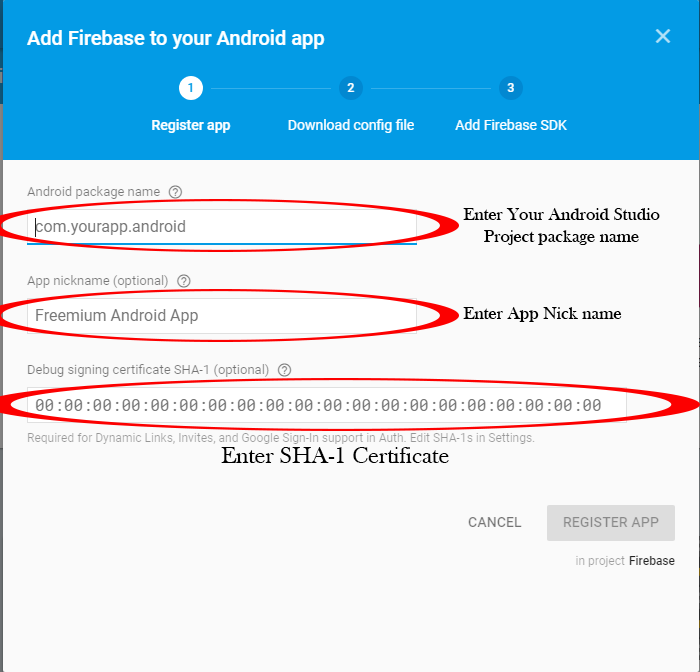 Add Firebase to your Android app
1
2
3
Register app
Download config file
Add Firebase SDK
Android package name ?
com.yourapp.android
Enter Your Android Studio
Project package name
App nickname (optional) ?
Freemium Android App
Enter App Nick name
Debug signing certificate SHA-1 (optional) ?
00:00:00:00:00:00:00:00:00:00:00:00:00:00:00:00:00:00:00:00
Required for Dynamic Links, Invites, and Google Sign-In support in Auth. Edit SHA-1s in Settings.
Enter SHA-1 Certificate
CANCEL
REGISTER APP
in project Firebase